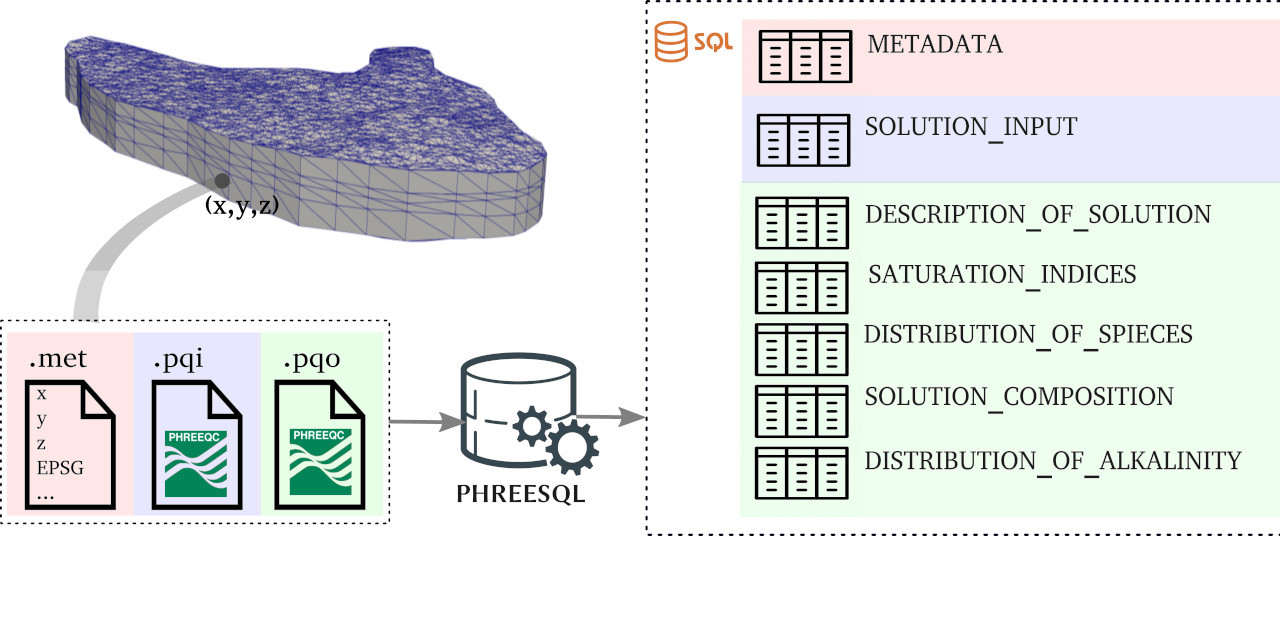 (x,y,z)
.met
x
y
z
EPSG
...
.pqi
PHREEQC
.pqo
PHREEQC
PHREESQL
SQL
METADATA
SOLUTION_INPUT
DESCRIPTION_OF_SOLUTION
SATURATION_INDICES
DISTRIBUTION_OF_SPIECES
SOLUTION_COMPOSITION
DISTRIBUTION_OF_ALKALINITY